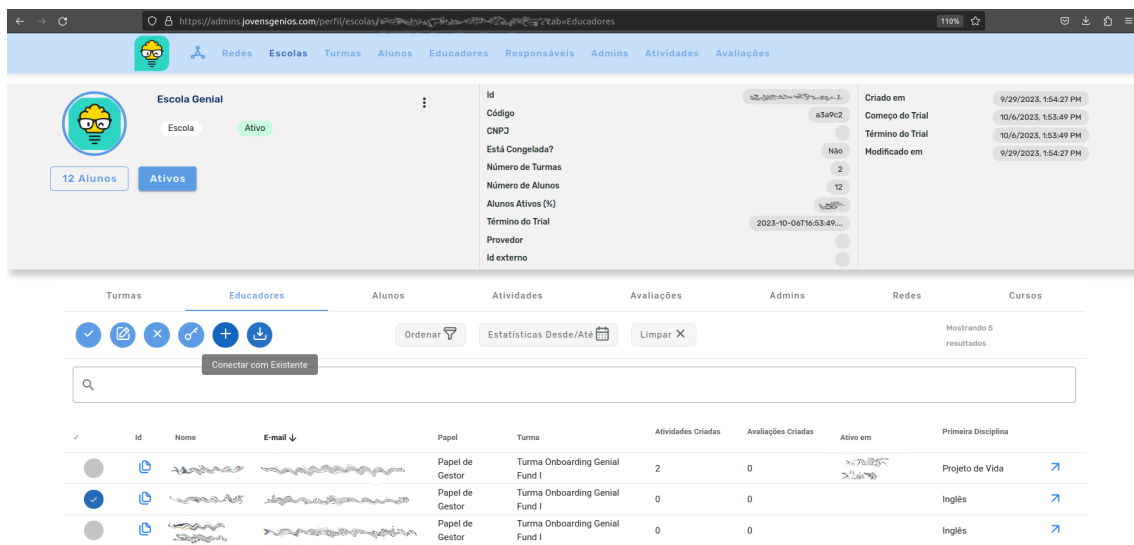 https://admins.jovensgenios.com/perfil/escolas/ tab=Educadores
110%
Redes Escolas Turmas Alunos Educadores Responsáveis Admins Atividades Avaliações
Escola Genial
Escola Ativo
12 Alunos Ativos
Id
Código a3a9c2
CNPJ
Está Congelada? Não
Número de Turmas 2
Número de Alunos 12
Alunos Ativos (%)
Término do Trial 2023-10-06T16:53:49....
Provedor
Id externo
Criado em 9/29/2023, 1:54:27 PM
Começo do Trial 10/6/2023, 1:53:49 PM
Término do Trial 10/6/2023, 1:53:49 PM
Modificado em 9/29/2023, 1:54:27 PM
Turmas Educadores Alunos Atividades Avaliações Admins Redes Cursos
Ordenar Estatísticas Desde/Até Limpar
Mostrando 5
resultados
Conectar com Existente
Id Nome E-mail Papel Turma Atividades Criadas Avaliações Criadas Ativo em Primeira Disciplina
Papel de Gestor Turma Onboarding Genial Fund I 2 0 Projeto de Vida
Papel de Gestor Turma Onboarding Genial Fund I 0 0 Inglês
Papel de Gestor Turma Onboarding Genial Fund I 0 0 Inglês